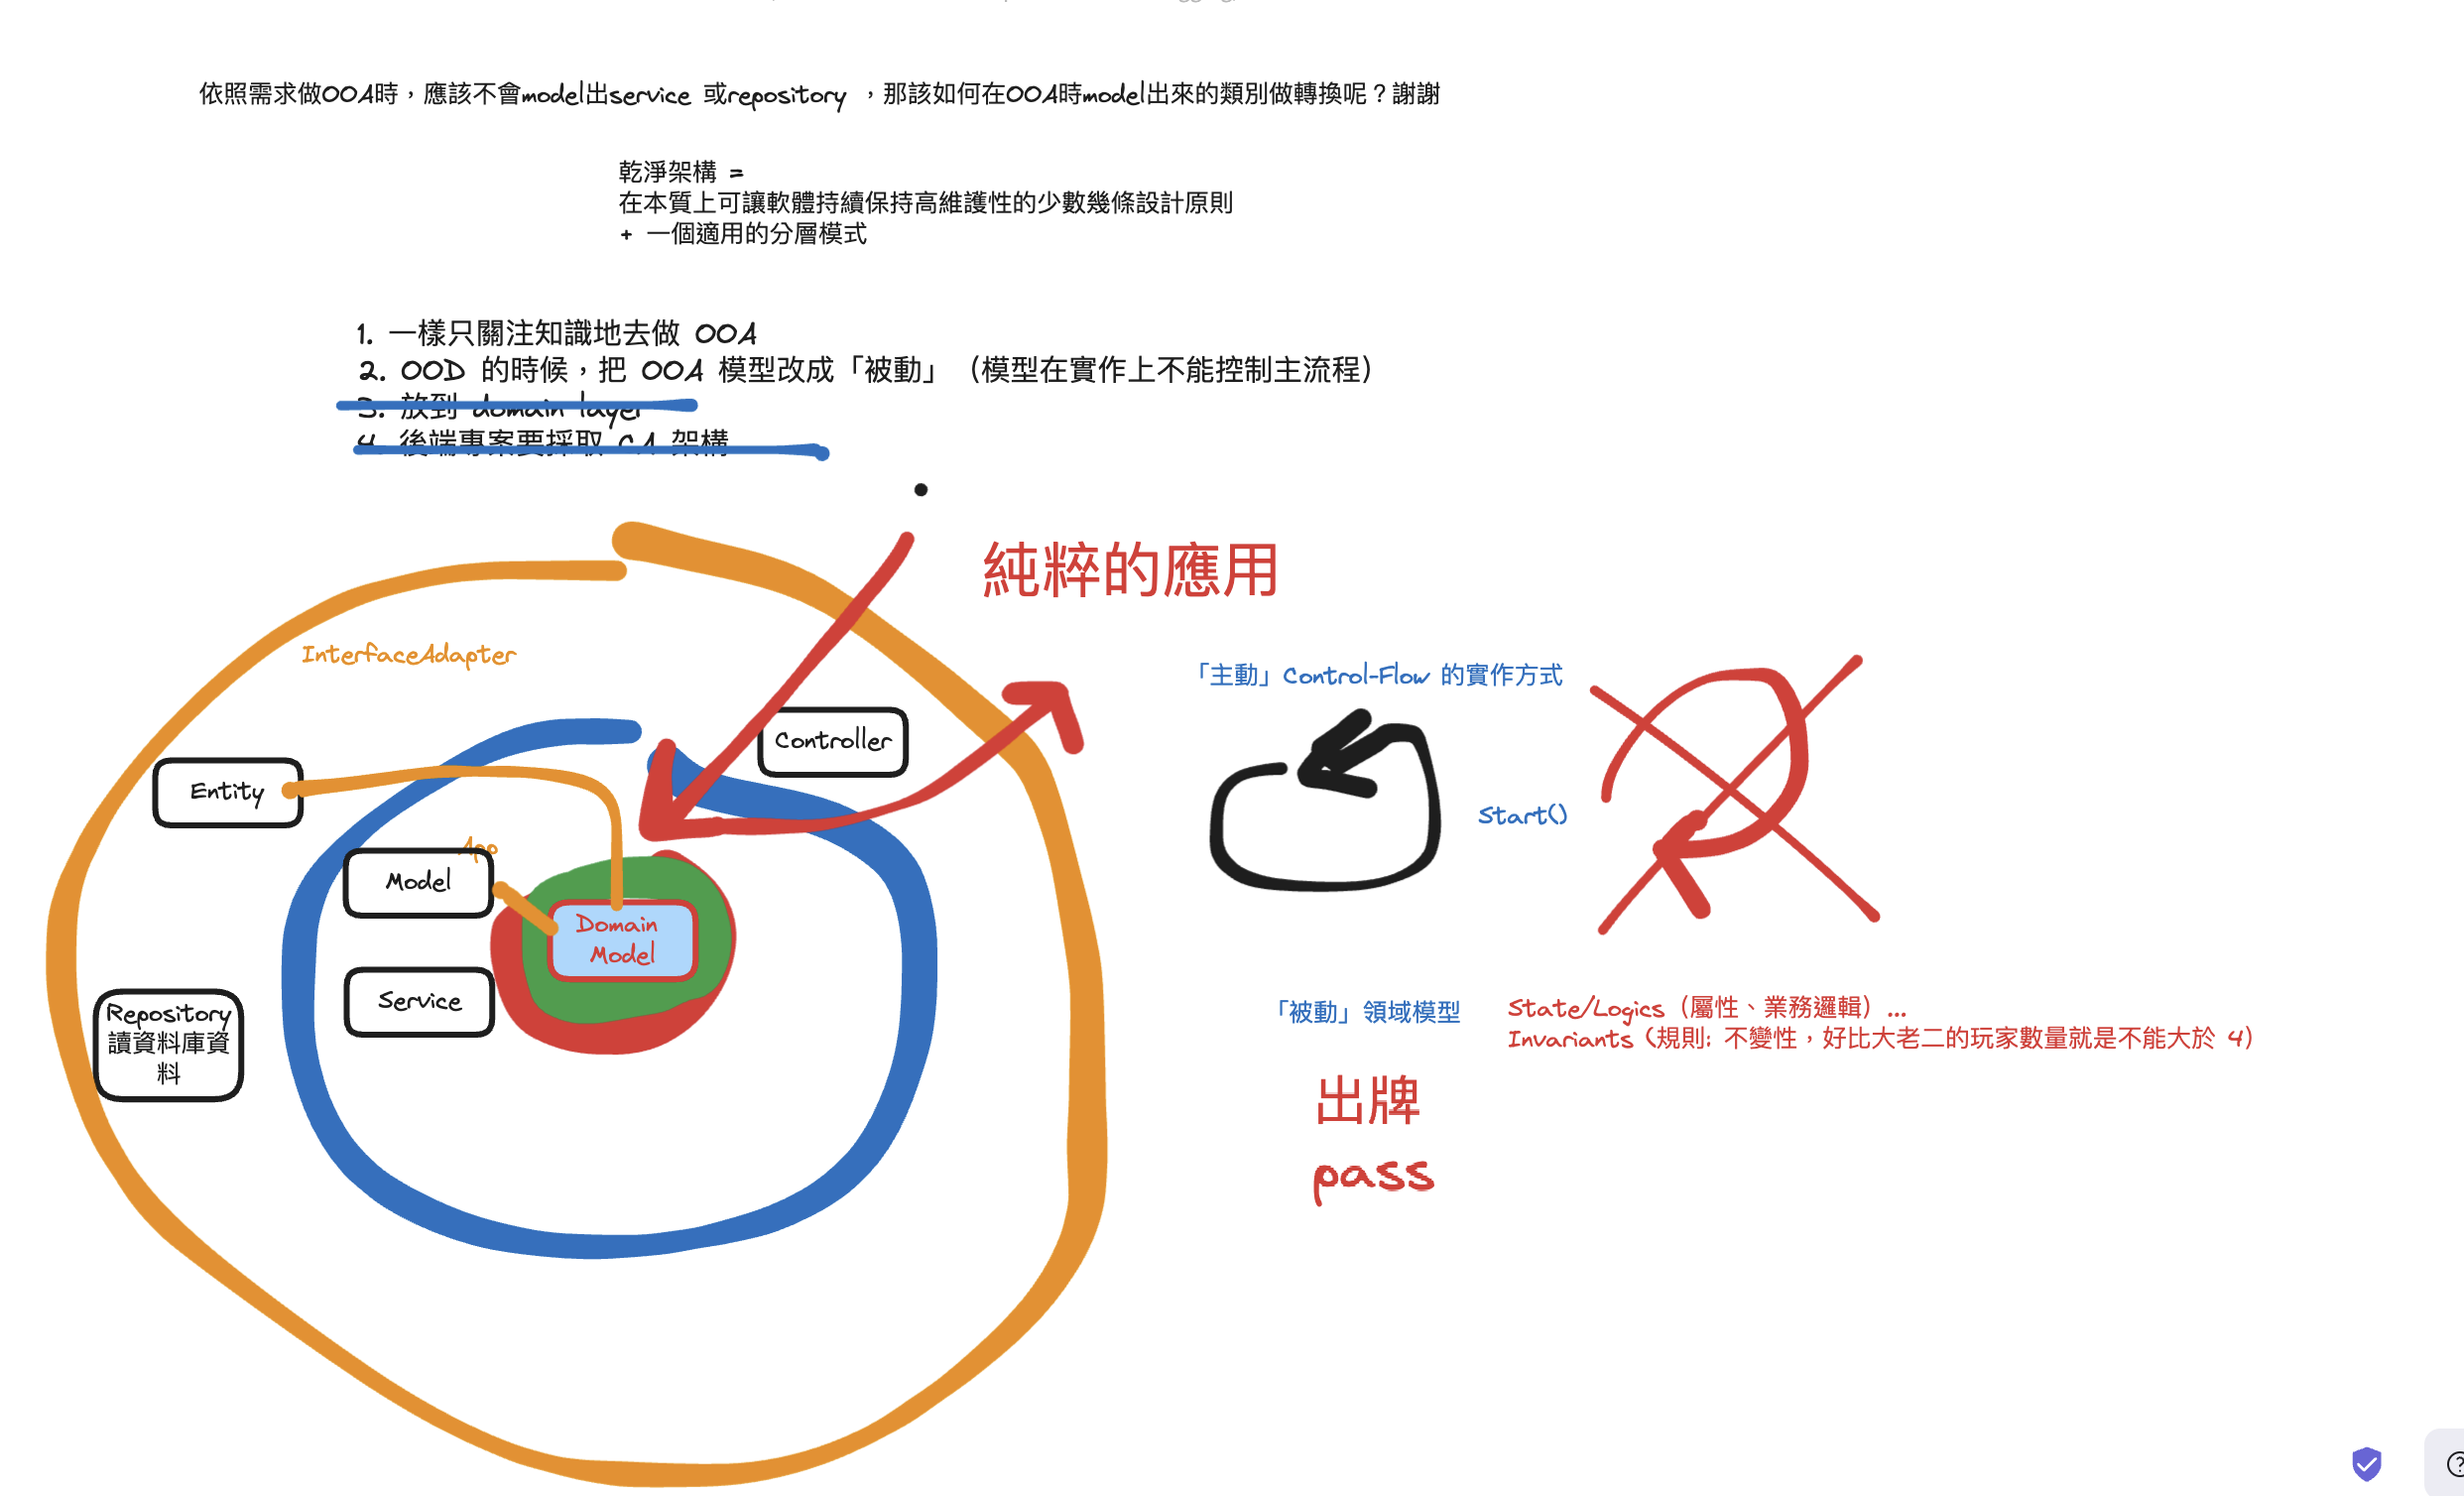 依照需求做OOA時，應該不會model出service 或repository ，那該如何在OOA時model出來的類別做轉換呢？謝謝
乾淨架構 =
在本質上可讓軟體持續保持高維護性的少數幾條設計原則
+ 一個適用的分層模式
1. 一樣只關注知識地去做 OOA
2. OOD 的時候，把 OOA 模型改成「被動」（模型在實作上不能控制主流程）
3. 放到 domain layer
4. 後端專案要採取 CA 架構
純粹的應用
InterfaceAdapter
「主動」Control-Flow 的實作方式
Controller
Entity
Start()
App
Model
Domain
Model
Service
Repository
讀資料庫資
料
「被動」領域模型
State/Logics（屬性、業務邏輯）...
Invariants（規則: 不變性，好比大老二的玩家數量就是不能大於 4）
出牌
pass